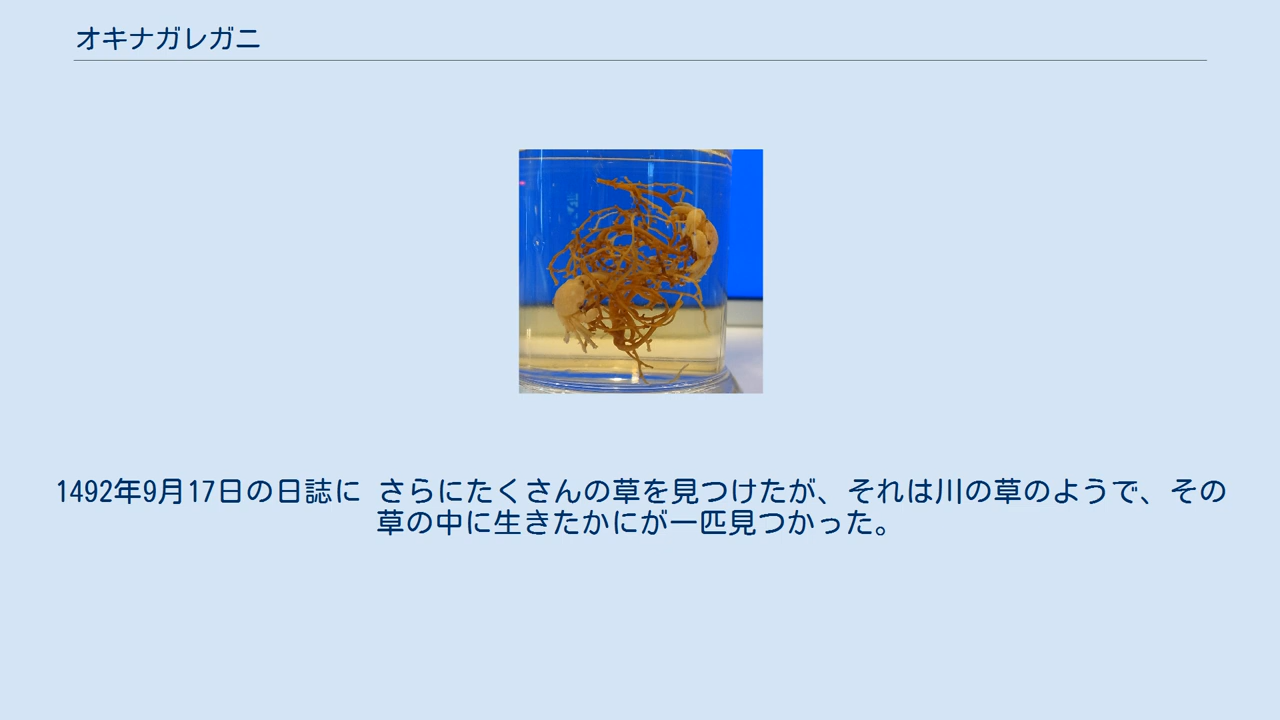 オキナガレガニ
1492年9月17日の日誌に さらにたくさんの草を見つけたが、それは川の草のようで、その
草の中に生きたかにが一匹見つかった。